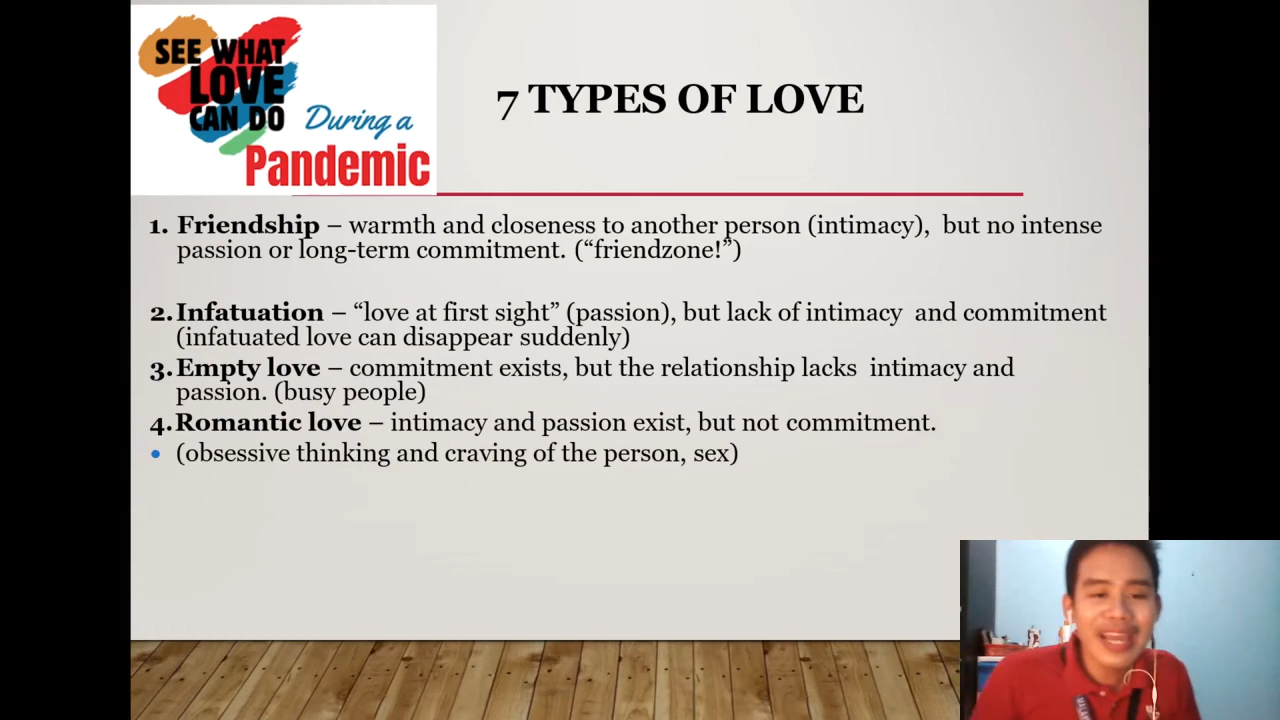 SEE WHAT
LOVE
CAN DO
During a
Pandemic
7 TYPES OF LOVE
1. Friendship – warmth and closeness to another person (intimacy), but no intense
passion or long-term commitment. (“friendzone!”)
2. Infatuation – “love at first sight” (passion), but lack of intimacy and commitment
(infatuated love can disappear suddenly)
3. Empty love – commitment exists, but the relationship lacks intimacy and
passion. (busy people)
4. Romantic love – intimacy and passion exist, but not commitment.
• (obsessive thinking and craving of the person, sex)